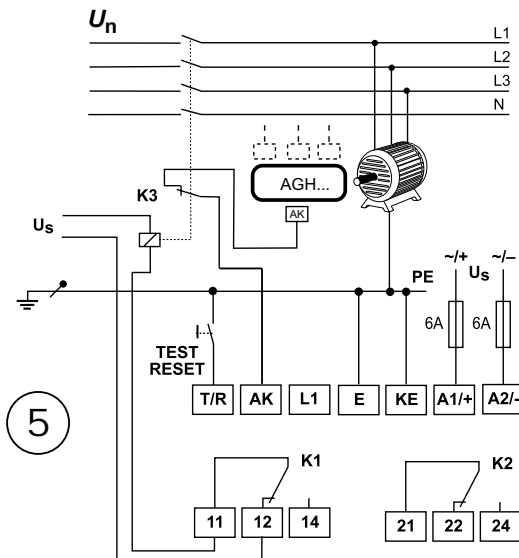 Un
L1
L2
L3
N
AGH...
K3
AK
Us
~/+ ~/–
Us
PE
6A 6A
TEST
RESET
T/R AK L1 E KE A1/+ A2/-
5
K1 K2
11 12 14 21 22 24